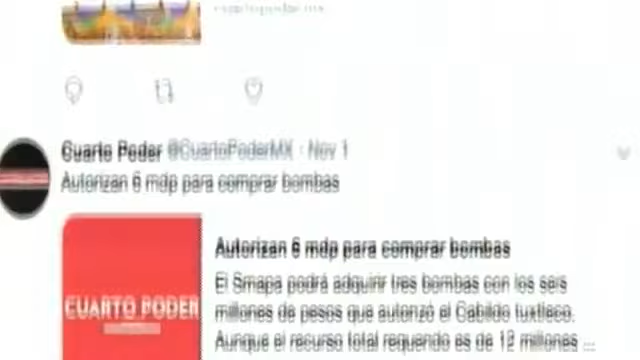 Cuarto Poder @CuartoPoderMX · Nov 1
Autorizan 6 mdp para comprar bombas
Autorizan 6 mdp para comprar bombas
El Smapa podrá adquirir tres bombas con los seis
CUARTO PODER
millones de pesos que autorizó el Cabildo tuxtleco.
Aunque el recurso total requerido es de 12 millones ...